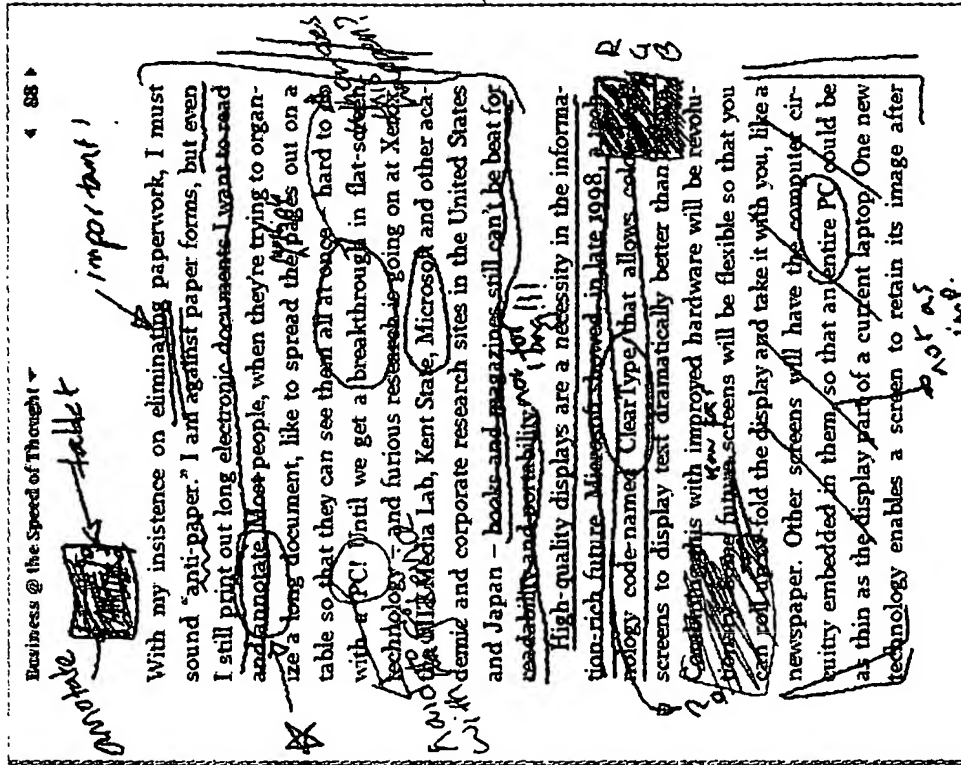 Business @ the Speed of Thought
88
annotate
tablet
important!
With my insistence on eliminating paperwork, I must
sound "anti-paper." I am against paper forms, but even
I still print out long electronic documents I want to read
and annotate. Most people, when they're trying to organ-
ize a long document, like to spread the pages out on a
table so that they can see them all at once – hard to do
with a PC! Until we get a breakthrough in flat-screen
technology – and furious research is going on at Xerox,
the MIT Media Lab, Kent State, Microsoft and other aca-
demic and corporate research sites in the United States
and Japan – books and magazines still can't be beat for
readability and portability.
not for
long!!!
High-quality displays are a necessity in the informa-
tion-rich future. Microsoft showed in late 1998, a tech-
nology code-named ClearType that allows color
R
G
B
screens to display text dramatically better than
this with improved hardware will be revolu-
future screens will be flexible so that you
can roll up or fold the display and take it with you, like a
newspaper. Other screens will have the computer cir-
cuitry embedded in them, so that an entire PC could be
as thin as the display part of a current laptop. One new
technology enables a screen to retain its image after
not as
imp.